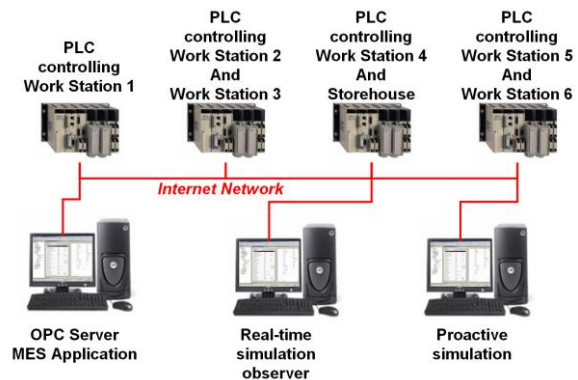 PLC
controlling
Work Station 1
PLC
controlling
Work Station 2
And
Work Station 3
PLC
controlling
Work Station 4
And
Storehouse
PLC
controlling
Work Station 5
And
Work Station 6
Internet Network
OPC Server
MES Application
Real-time
simulation
observer
Proactive
simulation